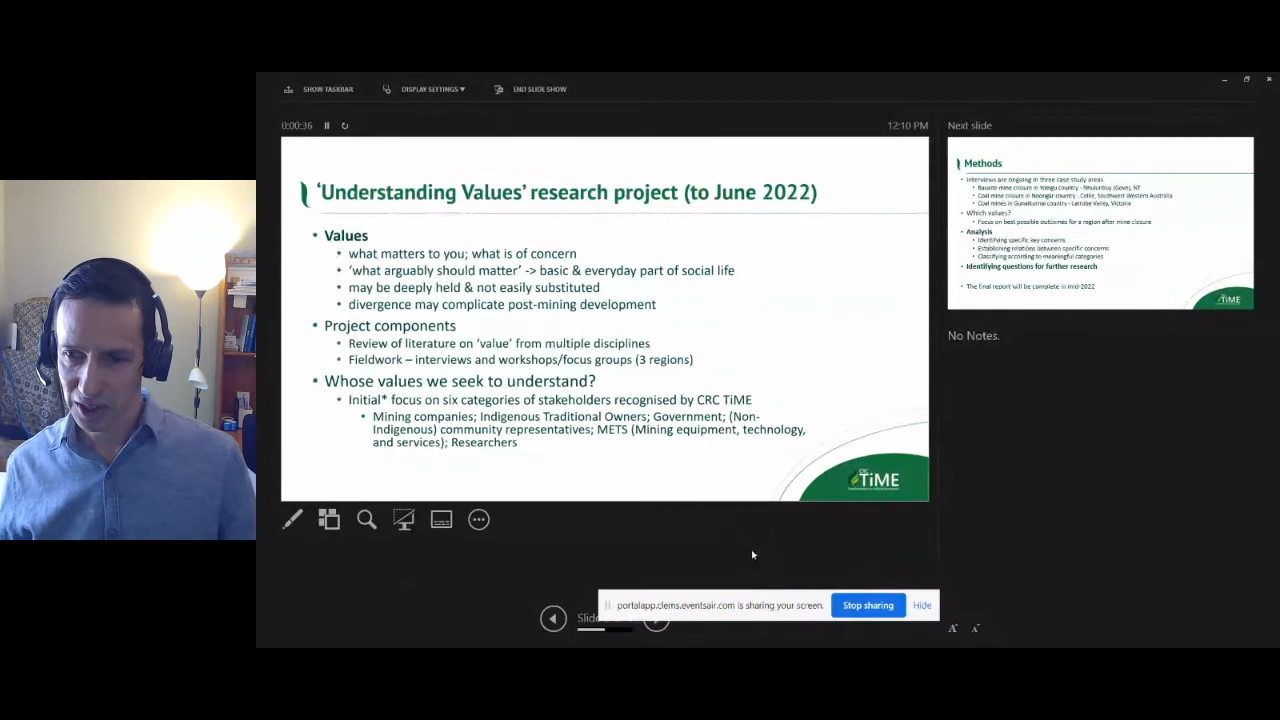 SHOW TASKBAR DISPLAY SETTINGS ▼ END SLIDE SHOW
0:00:36 12:10 PM
‘Understanding Values’ research project (to June 2022)
• Values
• what matters to you; what is of concern
• ‘what arguably should matter’ -> basic & everyday part of social life
• may be deeply held & not easily substituted
• divergence may complicate post-mining development
• Project components
• Review of literature on ‘value’ from multiple disciplines
• Fieldwork – interviews and workshops/focus groups (3 regions)
• Whose values we seek to understand?
• Initial* focus on six categories of stakeholders recognised by CRC TiME
• Mining companies; Indigenous Traditional Owners; Government; (Non-
Indigenous) community representatives; METS (Mining equipment, technology,
and services); Researchers
CRC
TiME
Next slide
Methods
• Interviews are ongoing in three case study areas
• Bauxite mine closure in Yolngu country - Nhulunbuy (Gove), NT
• Coal mine closure in Noongar country - Collie, Southwest Western Australia
• Coal mines in Gunaikurnai country - Latrobe Valley, Victoria
• Which values?
• Focus on best possible outcomes for a region after mine closure
• Analysis
• Identifying specific key concerns
• Establishing relations between specific concerns
• Classifying according to meaningful categories
• Identifying questions for further research
• The final report will be complete in mid-2022
TiME
No Notes.
portalapp.clems.eventsair.com is sharing your screen. Stop sharing Hide
Slide
A A